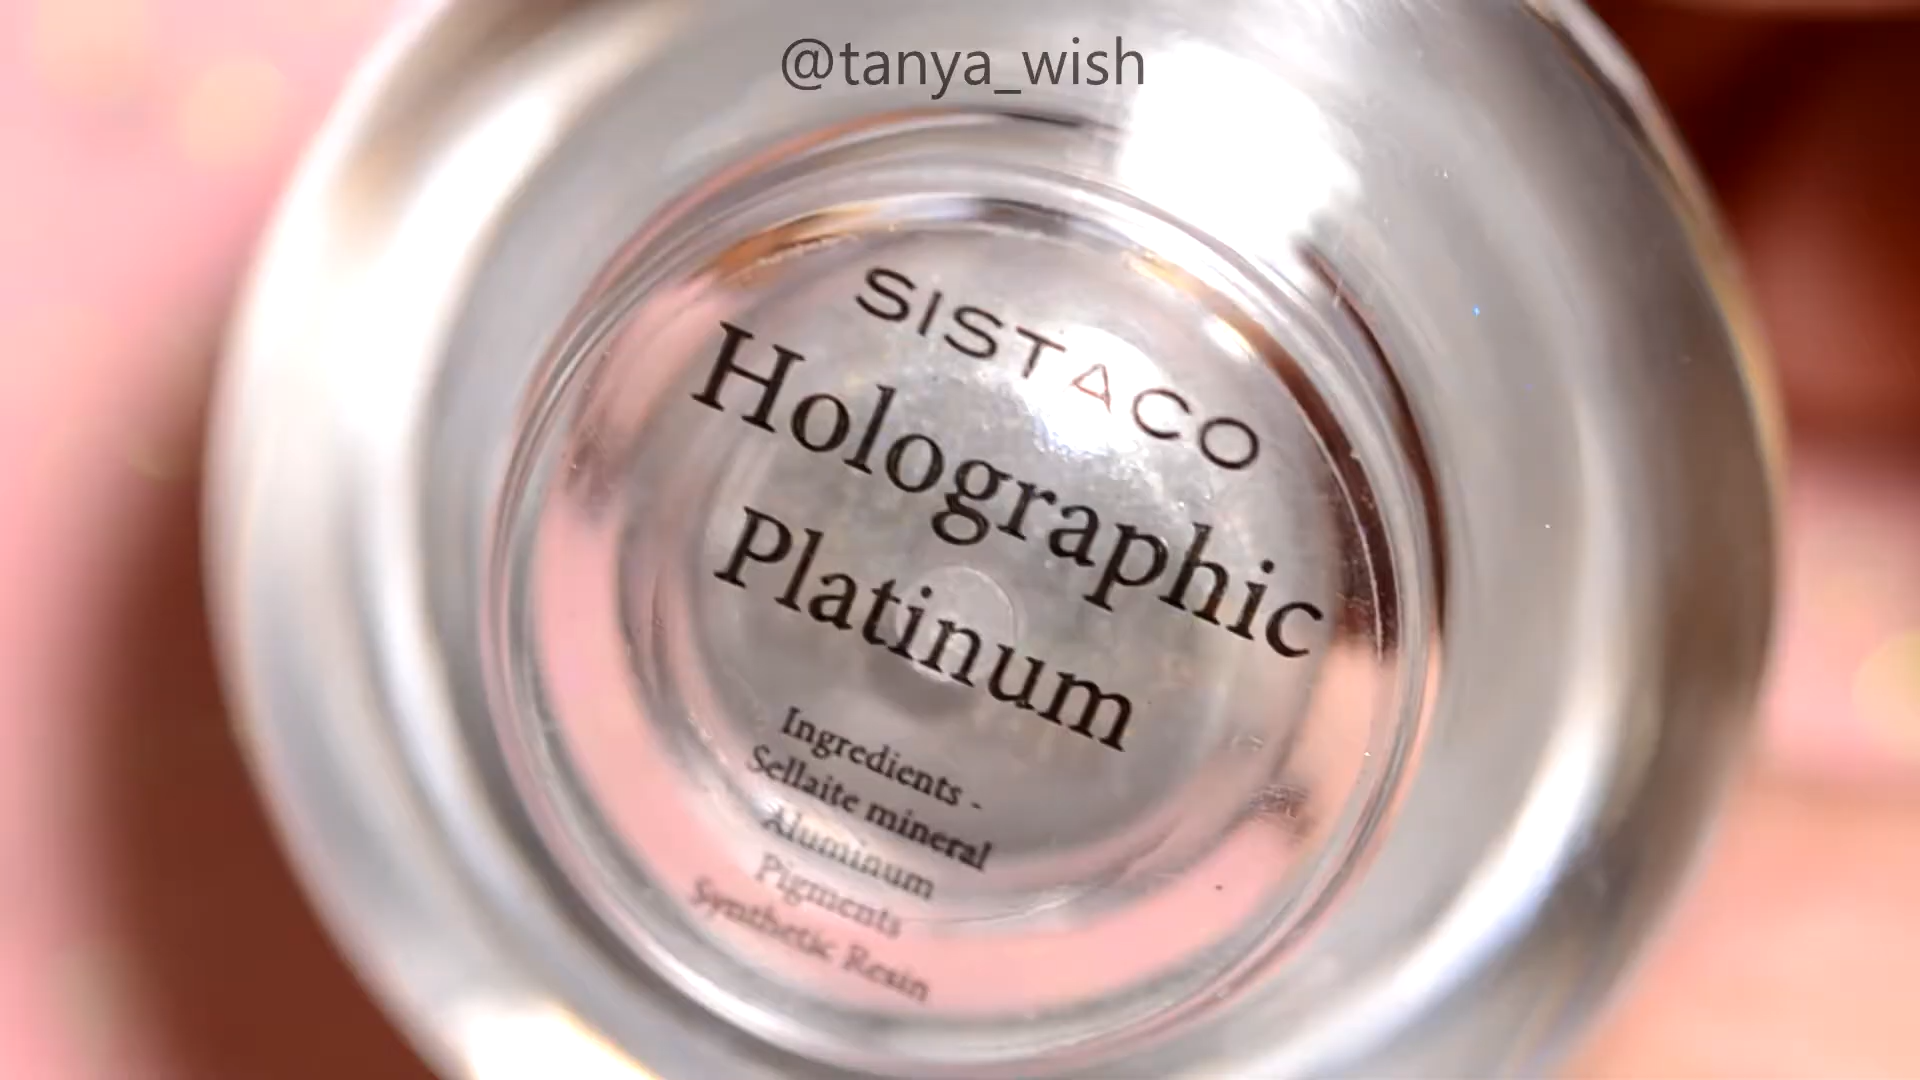 @tanya_wish
SISTACO
Holographic
Platinum
Ingredients -
Sellaite mineral
Aluminum
Pigments
Synthetic Resin